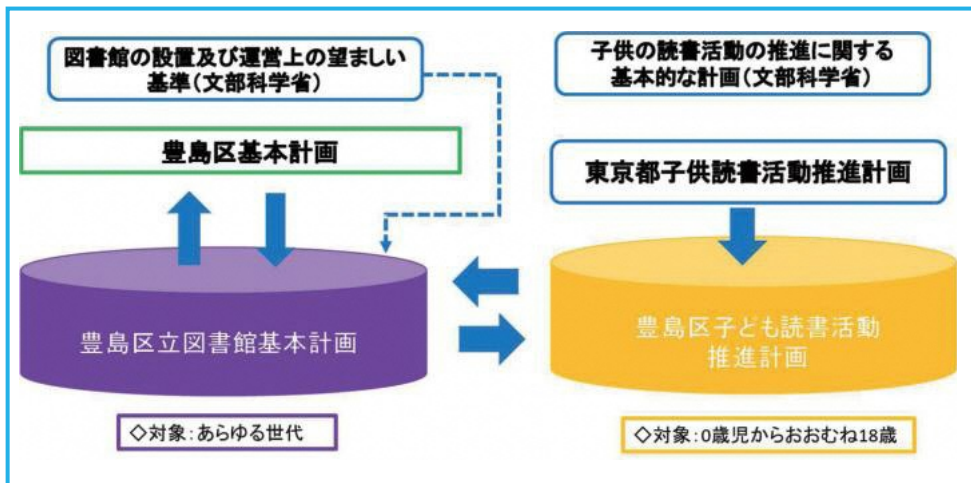 図書館の設置及び運営上の望ましい
基準（文部科学省）
子供の読書活動の推進に関する
基本的な計画（文部科学省）
豊島区基本計画
東京都子供読書活動推進計画
豊島区立図書館基本計画
豊島区子ども読書活動
推進計画
◇対象：あらゆる世代
◇対象：0歳児からおおむね18歳